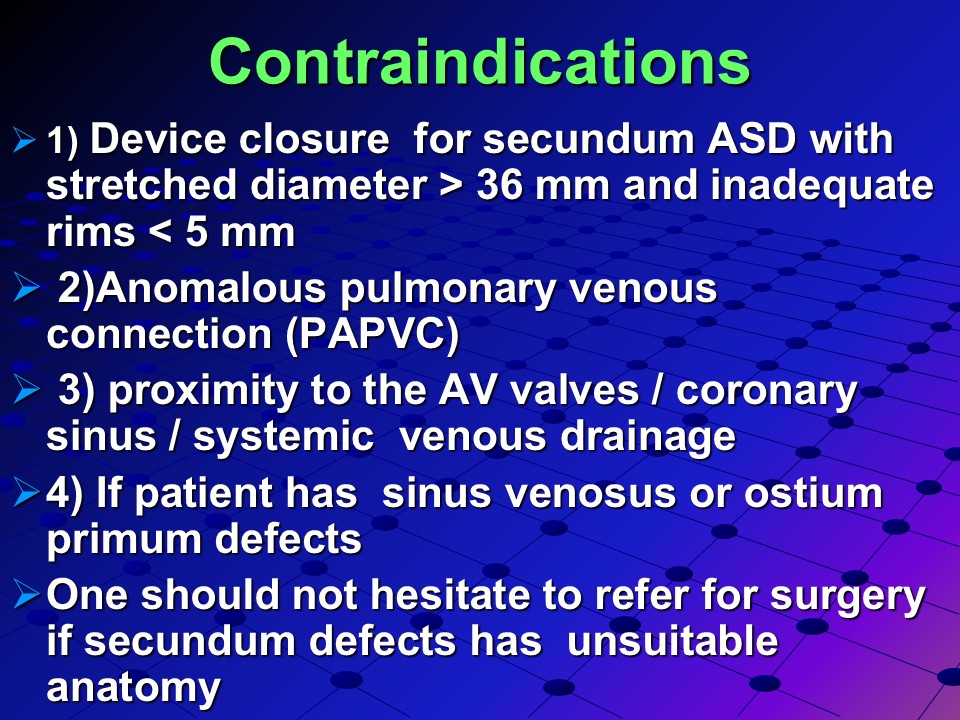 Contraindications
➢ 1) Device closure for secundum ASD with
stretched diameter > 36 mm and inadequate
rims < 5 mm
➢ 2)Anomalous pulmonary venous
connection (PAPVC)
➢ 3) proximity to the AV valves / coronary
sinus / systemic venous drainage
➢ 4) If patient has sinus venosus or ostium
primum defects
➢ One should not hesitate to refer for surgery
if secundum defects has unsuitable
anatomy